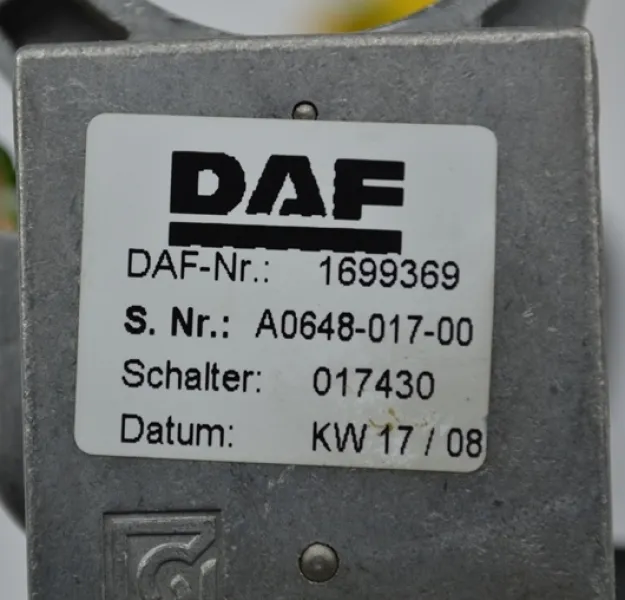 DAF
DAF-Nr.: 1699369
S. Nr.: A0648-017-00
Schalter: 017430
Datum: KW 17 / 08